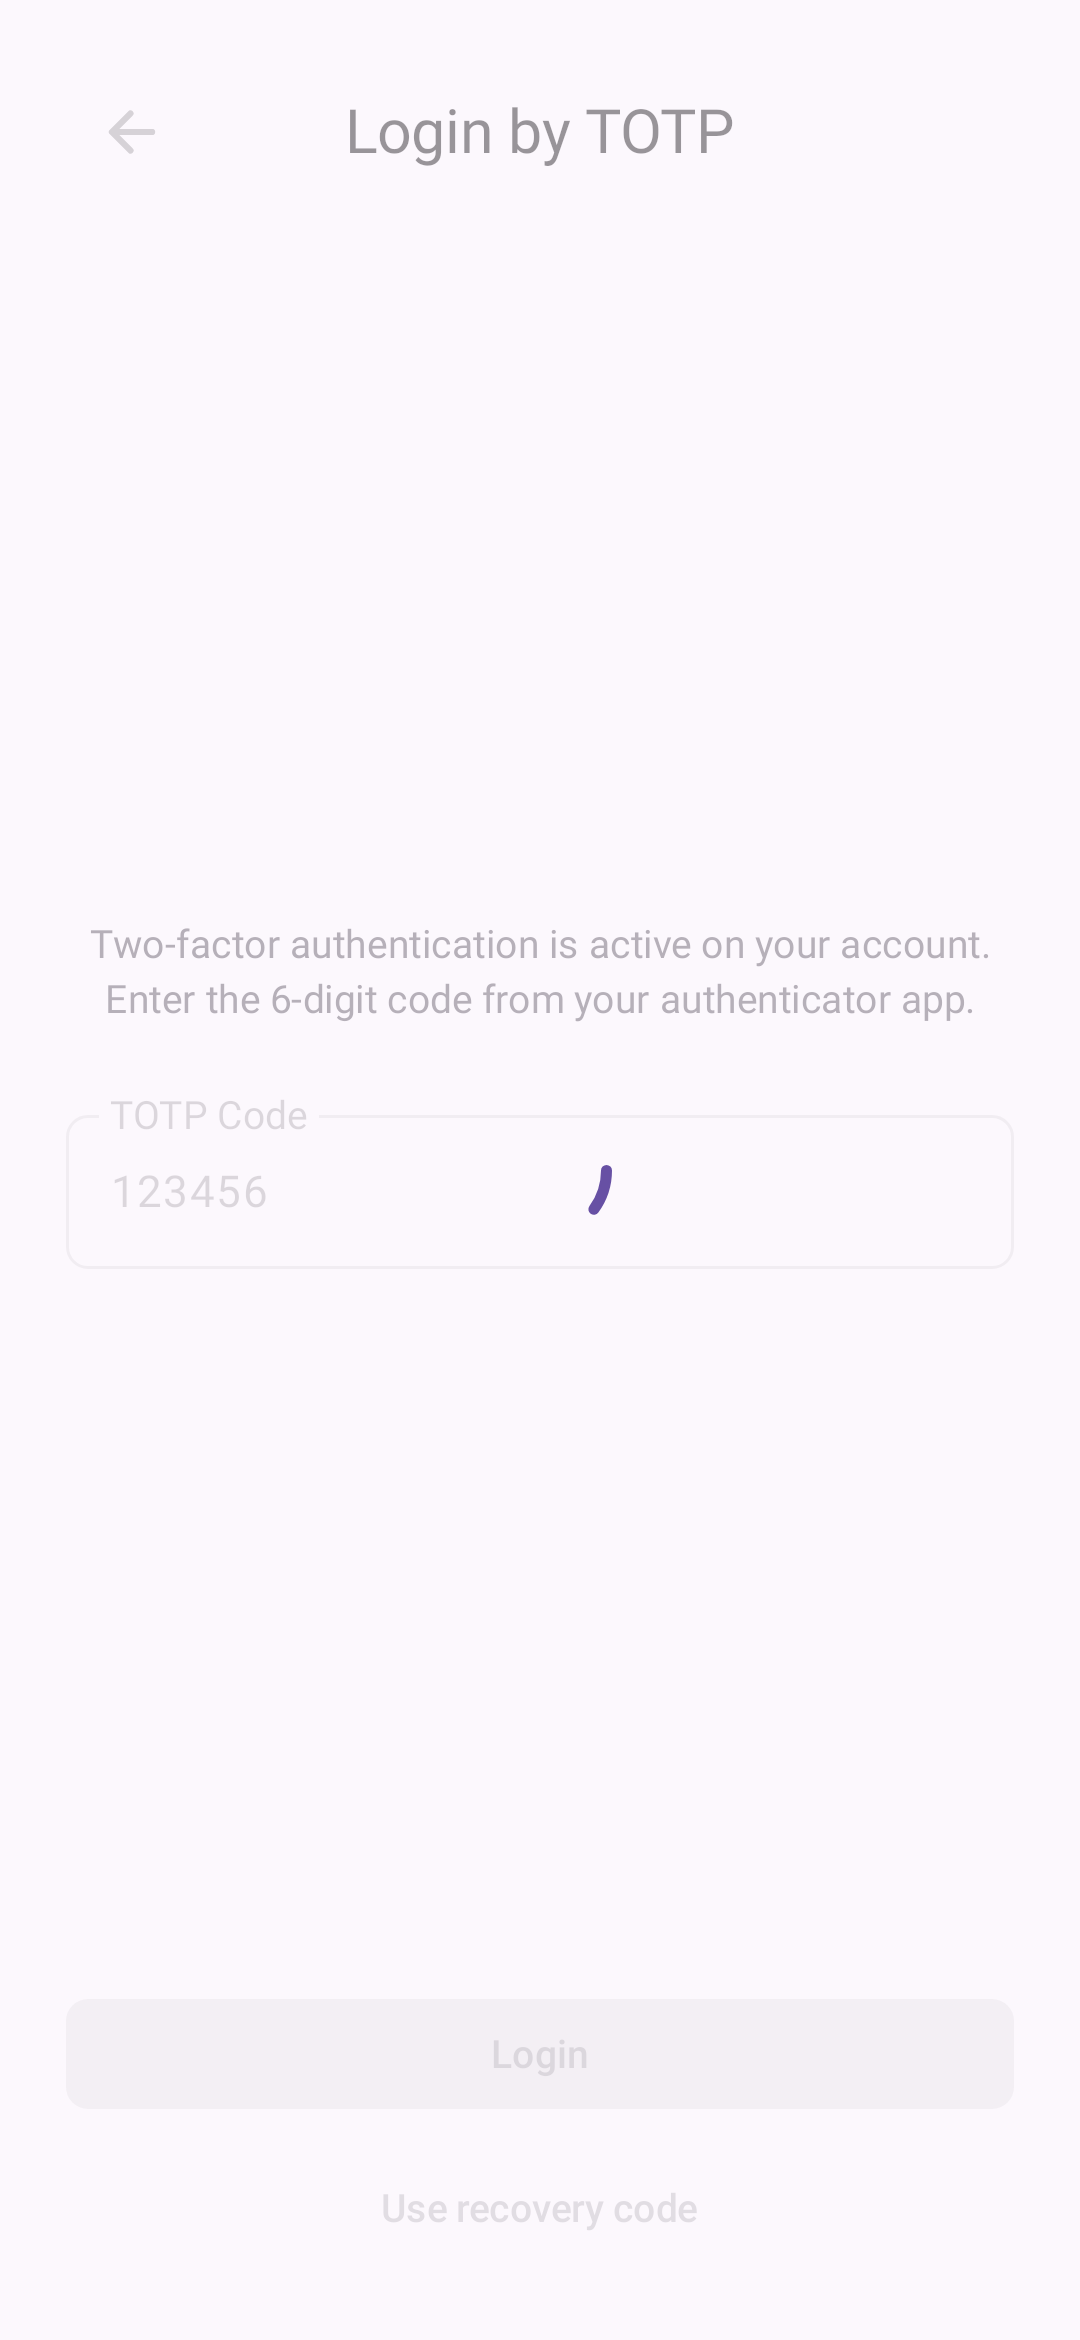 Login by TOTP
Two-factor authentication is active on your account.
Enter the 6-digit code from your authenticator app.
TOTP Code
123456
Login
Use recovery code